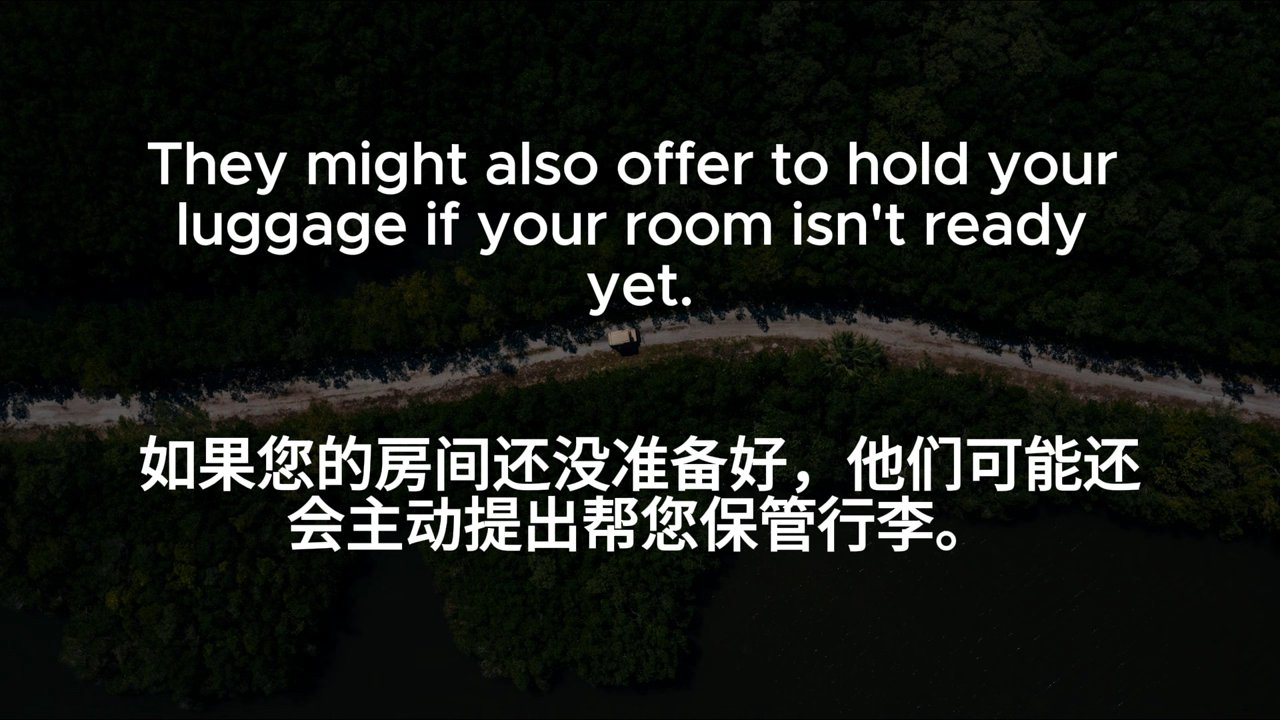 They might also offer to hold your
luggage if your room isn't ready
yet.
如果您的房间还没准备好，他们可能还
会主动提出帮您保管行李。